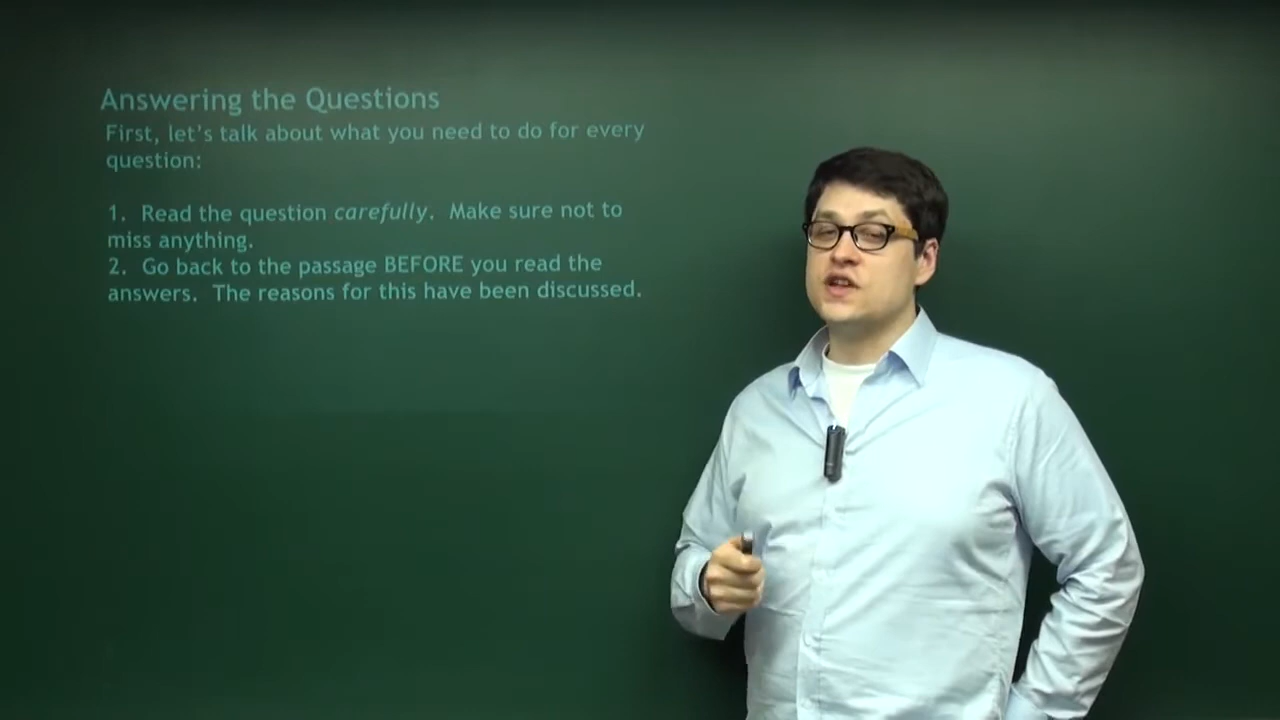 Answering the Questions
First, let's talk about what you need to do for every
question:
1. Read the question carefully. Make sure not to
miss anything.
2. Go back to the passage BEFORE you read the
answers. The reasons for this have been discussed.